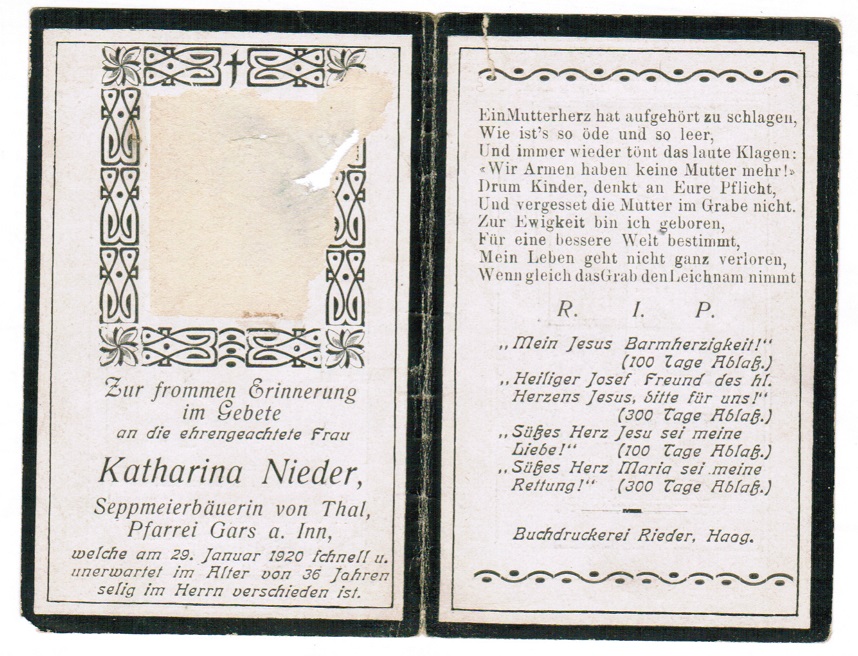 Zur frommen Erinnerung
im Gebete
an die ehrengeachtete Frau
Katharina Nieder,
Seppmeierbäuerin von Thal,
Pfarrei Gars a. Inn,
welche am 29. Januar 1920 schnell u.
unerwartet im Alter von 36 Jahren
selig im Herrn verschieden ist.
EinMutterherz hat aufgehört zu schlagen,
Wie ist's so öde und so leer,
Und immer wieder tönt das laute Klagen:
«Wir Armen haben keine Mutter mehr!»
Drum Kinder, denkt an Eure Pflicht,
Und vergesset die Mutter im Grabe nicht.
Zur Ewigkeit bin ich geboren,
Für eine bessere Welt bestimmt,
Mein Leben geht nicht ganz verloren,
Wenn gleich das Grab den Leichnam nimmt
R. I. P.
„Mein Jesus Barmherzigkeit!“
(100 Tage Ablaß.)
„Heiliger Josef Freund des hl.
Herzens Jesus, bitte für uns!“
(300 Tage Ablaß.)
„Süßes Herz Jesu sei meine
Liebe!“ (100 Tage Ablaß.)
„Süßes Herz Maria sei meine
Rettung!“ (300 Tage Ablaß.)
Buchdruckerei Rieder, Haag.